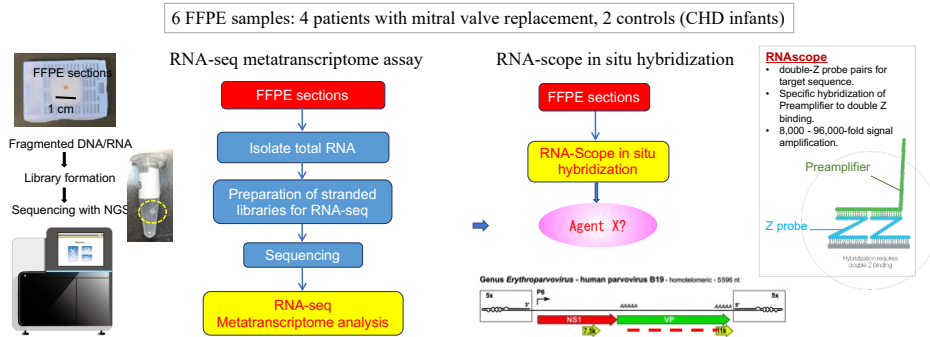 6 FFPE samples: 4 patients with mitral valve replacement, 2 controls (CHD infants)
FFPE sections
1 cm
Fragmented DNA/RNA
Library formation
Sequencing with NGS
RNA-seq metatranscriptome assay
FFPE sections
Isolate total RNA
Preparation of stranded
libraries for RNA-seq
Sequencing
RNA-seq
Metatranscriptome analysis
RNA-scope in situ hybridization
FFPE sections
RNA-Scope in situ
hybridization
Agent X?
RNAscope
• double-Z probe pairs for
target sequence.
• Specific hybridization of
Preamplifier to double Z
binding.
• 8,000 - 96,000-fold signal
amplification.
Preamplifier
Z probe
Hybridization requires
double Z binding
Genus Erythroparvovirus - human parvovirus B19 - homotelomeric - 5596 nt
5x
3'
P6
AAAAA
AAAAA
5'
5x
NS1
VP
7.5k
11k